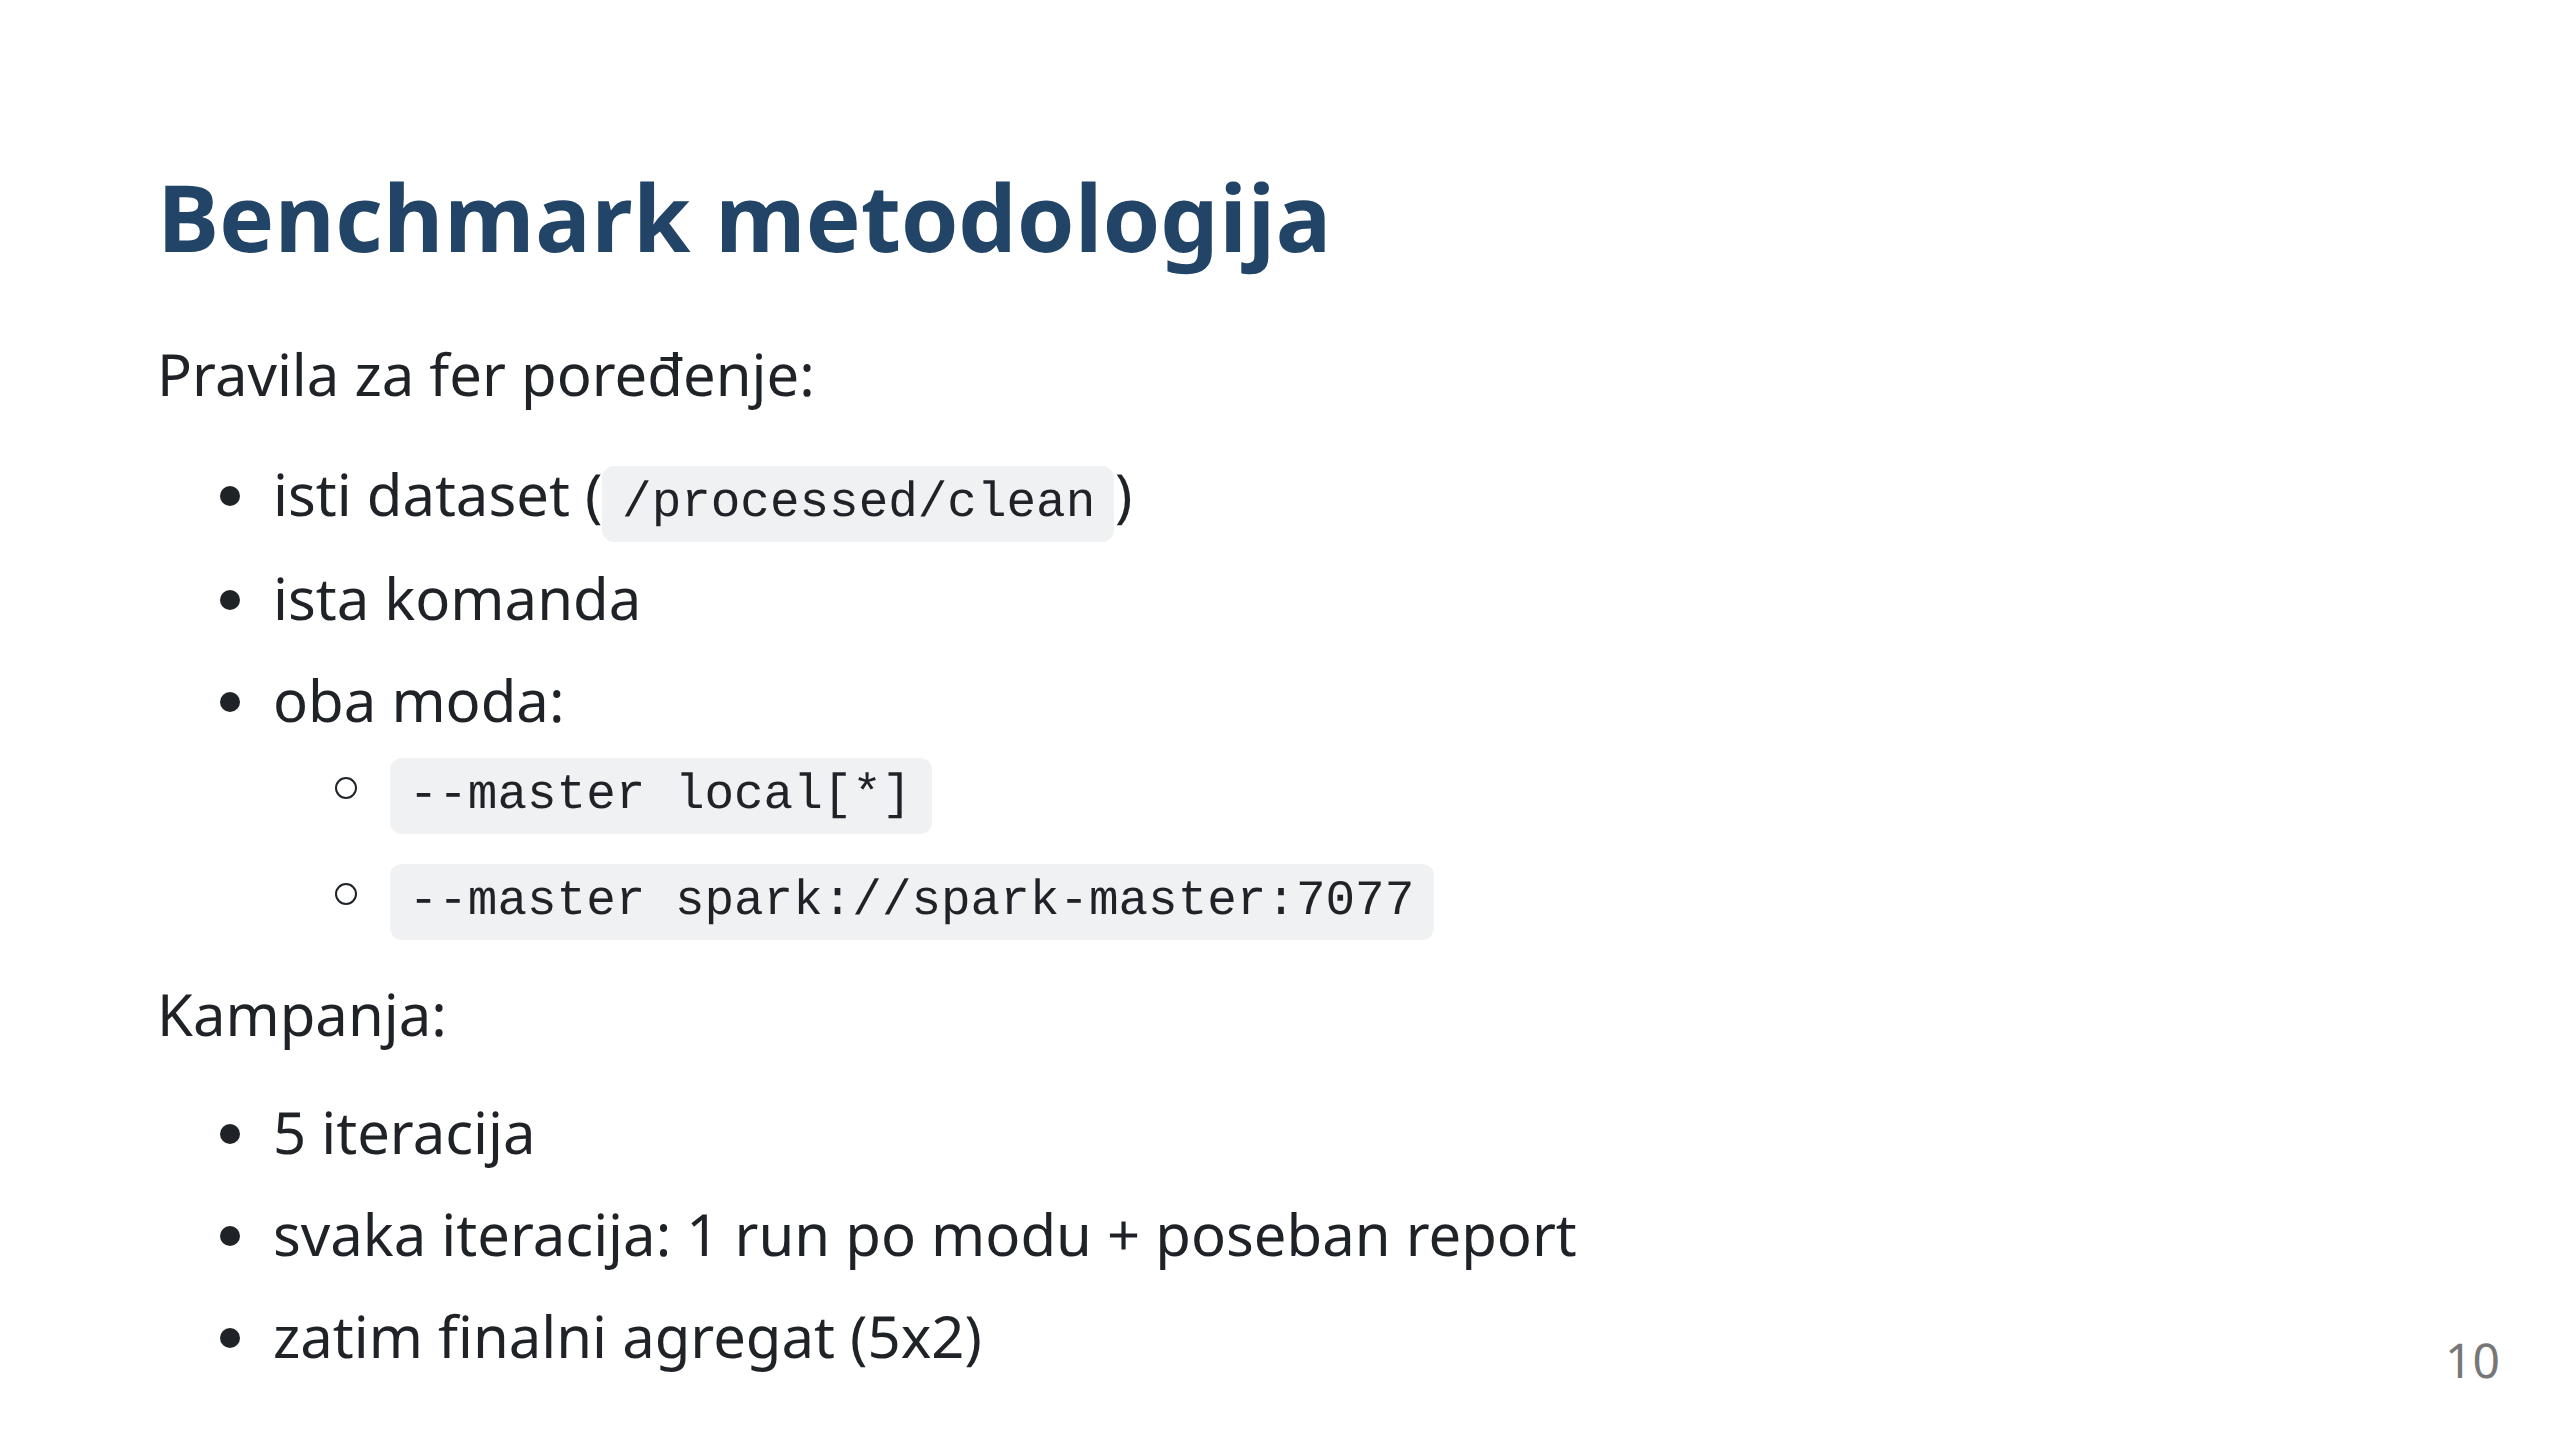 Benchmark metodologija
Pravila za fer poređenje:
isti dataset (/processed/clean)
ista komanda
oba moda:
--master local[*]
--master spark://spark-master:7077
Kampanja:
5 iteracija
svaka iteracija: 1 run po modu + poseban report
zatim finalni agregat (5x2)
10